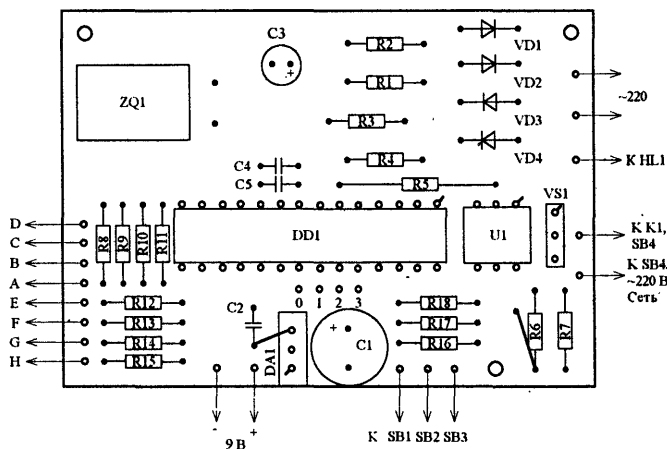 C3
+
R2
VD1
ZQ1
R1
VD2
~220
R3
VD3
R4
VD4
К HL1
C4
C5
R5
VS1
D
C
B
A
R8
R9
R10
R11
DD1
U1
К К1,
SB4
К SB4,
~220 В
Сеть
E
F
G
H
R12
R13
R14
R15
C2
0 1 2 3
DA1
+
C1
R18
R17
R16
R6
R7
- +
9 В
К SB1 SB2 SB3